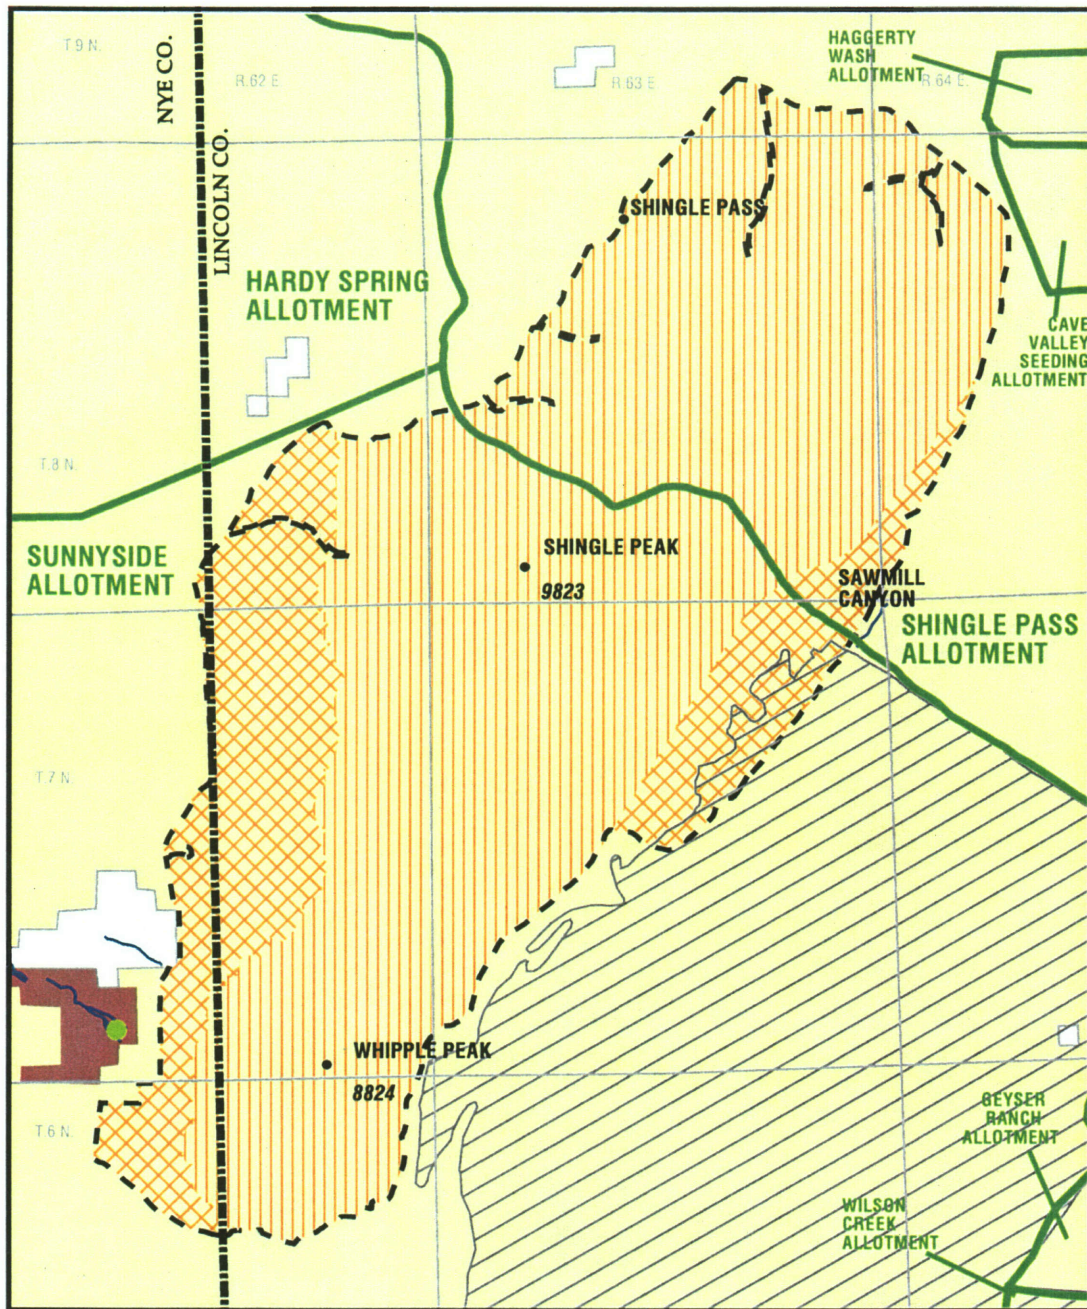 T 9 N.
NYE CO.
LINCOLN CO.
R.62 E
R.63 E
R.64 E.
HAGGERTY
WASH
ALLOTMENT
SHINGLE PASS
HARDY SPRING
ALLOTMENT
CAVE
VALLEY
SEEDING
ALLOTMENT
T.8 N.
SUNNYSIDE
ALLOTMENT
SHINGLE PEAK
9823
SAWMILL
CANYON
SHINGLE PASS
ALLOTMENT
T.7 N.
WHIPPLE PEAK
8824
T 6 N.
GEYSER
RANCH
ALLOTMENT
WILSON
CREEK
ALLOTMENT